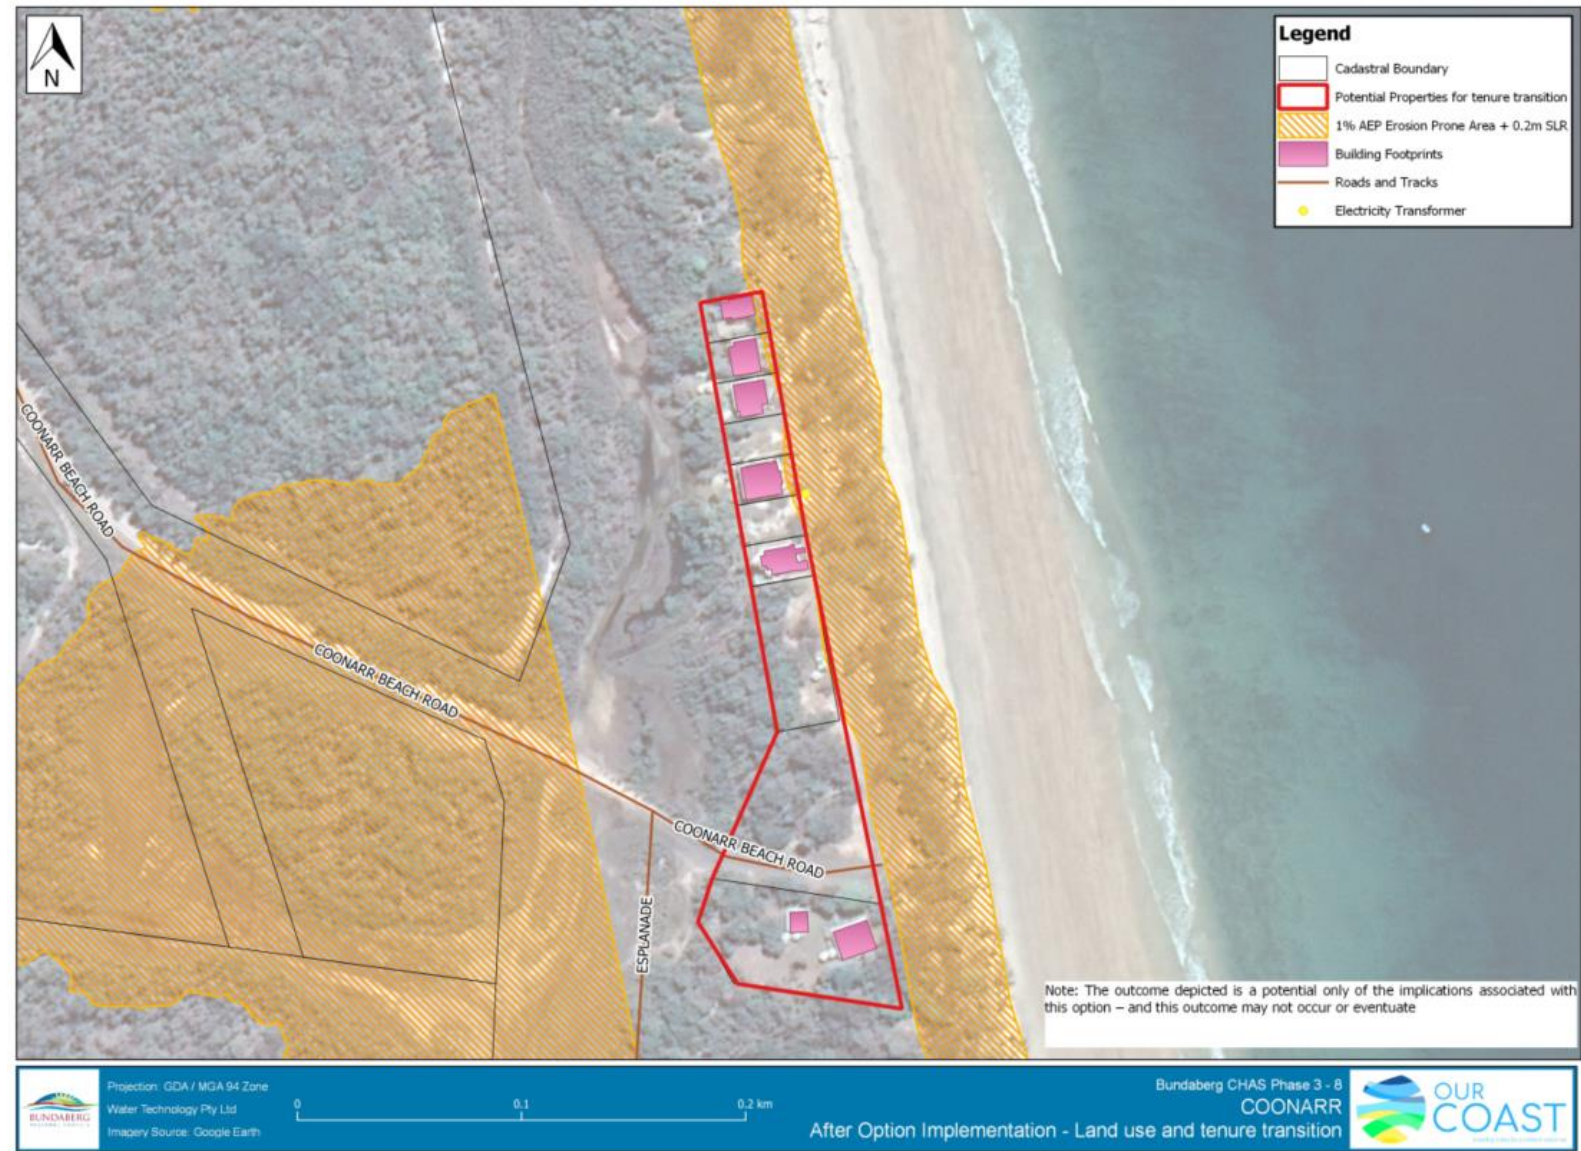 N
Legend
Cadastral Boundary
Potential Properties for tenure transition
1% AEP Erosion Prone Area + 0.2m SLR
Building Footprints
Roads and Tracks
Electricity Transformer
COONARR BEACH ROAD
COONARR BEACH ROAD
COONARR BEACH ROAD
ESPLANADE
Note: The outcome depicted is a potential only of the implications associated with
this option – and this outcome may not occur or eventuate
BUNDABERG
Projection: GDA / MGA 94 Zone
Water Technology Pty Ltd
Imagery Source: Google Earth
0 0.1 0.2 km
Bundaberg CHAS Phase 3 - 8
COONARR
After Option Implementation - Land use and tenure transition
OUR
COAST